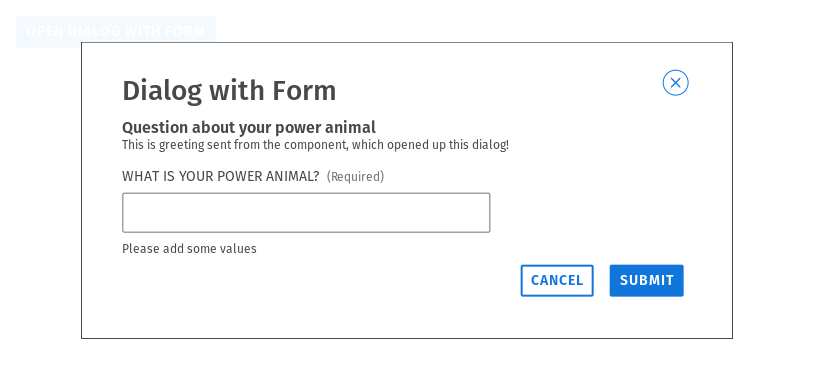 OPEN DIALOG WITH FORM
Dialog with Form
Question about your power animal
This is greeting sent from the component, which opened up this dialog!
WHAT IS YOUR POWER ANIMAL? (Required)
Please add some values
CANCEL SUBMIT